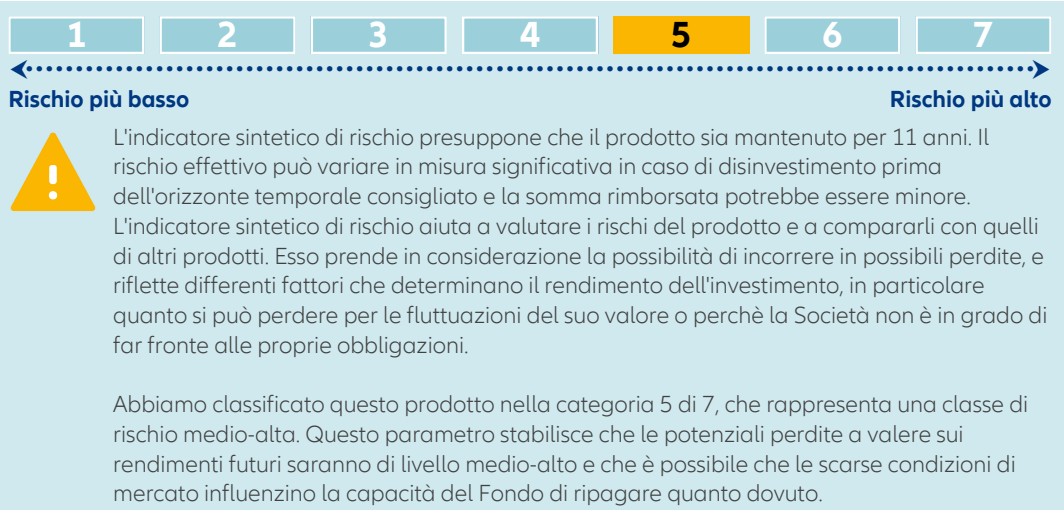 1 2 3 4 5 6 7
Rischio più basso Rischio più alto
L'indicatore sintetico di rischio presuppone che il prodotto sia mantenuto per 11 anni. Il
rischio effettivo può variare in misura significativa in caso di disinvestimento prima
dell'orizzonte temporale consigliato e la somma rimborsata potrebbe essere minore.
L'indicatore sintetico di rischio aiuta a valutare i rischi del prodotto e a compararli con quelli
di altri prodotti. Esso prende in considerazione la possibilità di incorrere in possibili perdite, e
riflette differenti fattori che determinano il rendimento dell'investimento, in particolare
quanto si può perdere per le fluttuazioni del suo valore o perchè la Società non è in grado di
far fronte alle proprie obbligazioni.
Abbiamo classificato questo prodotto nella categoria 5 di 7, che rappresenta una classe di
rischio medio-alta. Questo parametro stabilisce che le potenziali perdite a valere sui
rendimenti futuri saranno di livello medio-alto e che è possibile che le scarse condizioni di
mercato influenzino la capacità del Fondo di ripagare quanto dovuto.